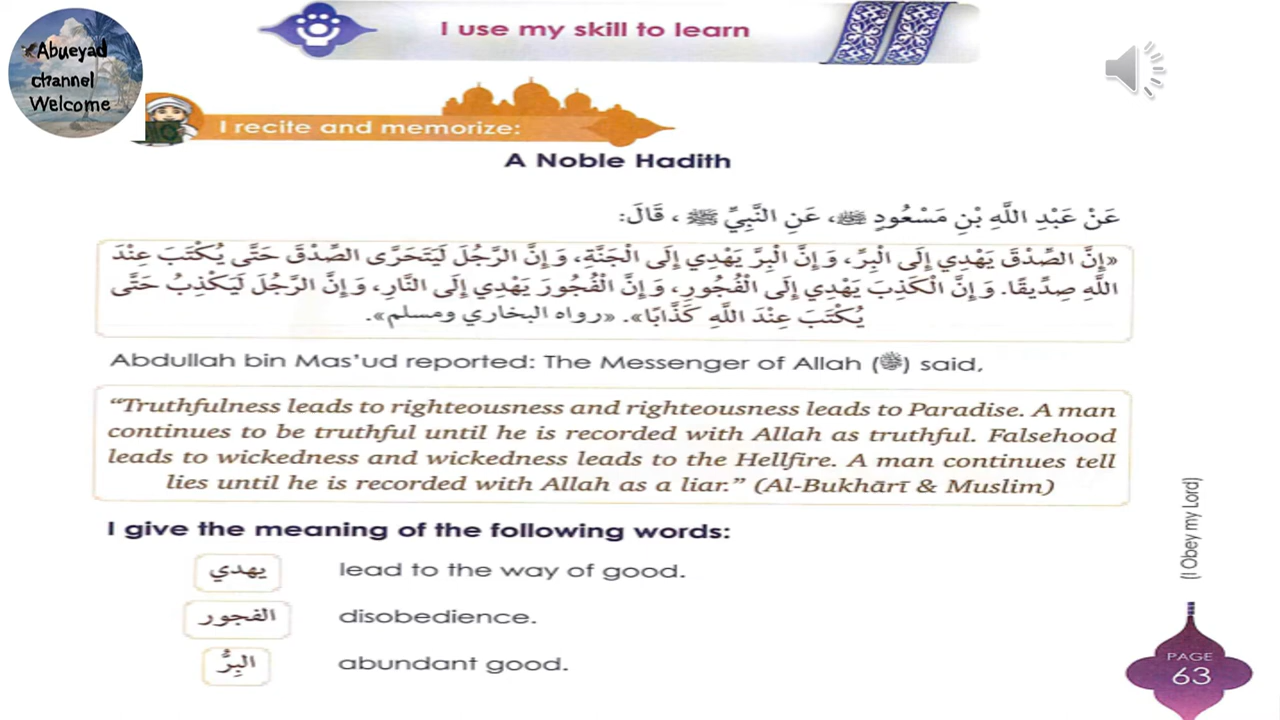 Abueyad
channel
Welcome
I use my skill to learn
I recite and memorize:
A Noble Hadith
عَنْ عَبْدِ اللَّهِ بْنِ مَسْعُودٍ ﷺ، عَنِ النَّبِيِّ ﷺ ، قَالَ:
«إِنَّ الصِّدْقَ يَهْدِي إِلَى الْبِرِّ، وَإِنَّ الْبِرَّ يَهْدِي إِلَى الْجَنَّةِ، وَإِنَّ الرَّجُلَ لَيَتَحَرَّى الصِّدْقَ حَتَّى يُكْتَبَ عِنْدَ
اللَّهِ صِدِّيقًا. وَإِنَّ الْكَذِبَ يَهْدِي إِلَى الْفُجُورِ، وَإِنَّ الْفُجُورَ يَهْدِي إِلَى النَّارِ، وَإِنَّ الرَّجُلَ لَيَكْذِبُ حَتَّى
يُكْتَبَ عِنْدَ اللَّهِ كَذَّابًا». «رواه البخاري ومسلم».
Abdullah bin Mas’ud reported: The Messenger of Allah (ﷺ) said,
“Truthfulness leads to righteousness and righteousness leads to Paradise. A man
continues to be truthful until he is recorded with Allah as truthful. Falsehood
leads to wickedness and wickedness leads to the Hellfire. A man continues tell
lies until he is recorded with Allah as a liar.” (Al-Bukhārī & Muslim)
I give the meaning of the following words:
يهدي lead to the way of good.
الفجور disobedience.
البِرُّ abundant good.
(I Obey my Lord)
PAGE
63